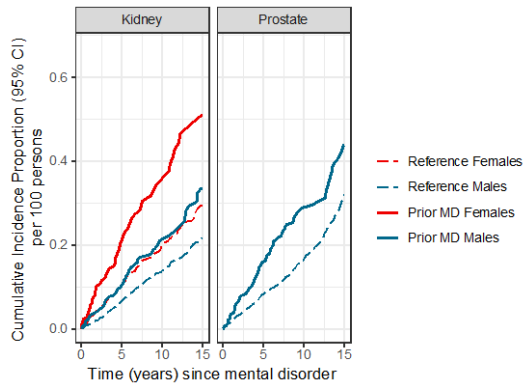 Kidney
Prostate
Cumulative Incidence Proportion (95% CI)
per 100 persons
0.6
0.4
0.2
0.0
0
5
10
15
0
5
10
15
Time (years) since mental disorder
Reference Females
Reference Males
Prior MD Females
Prior MD Males